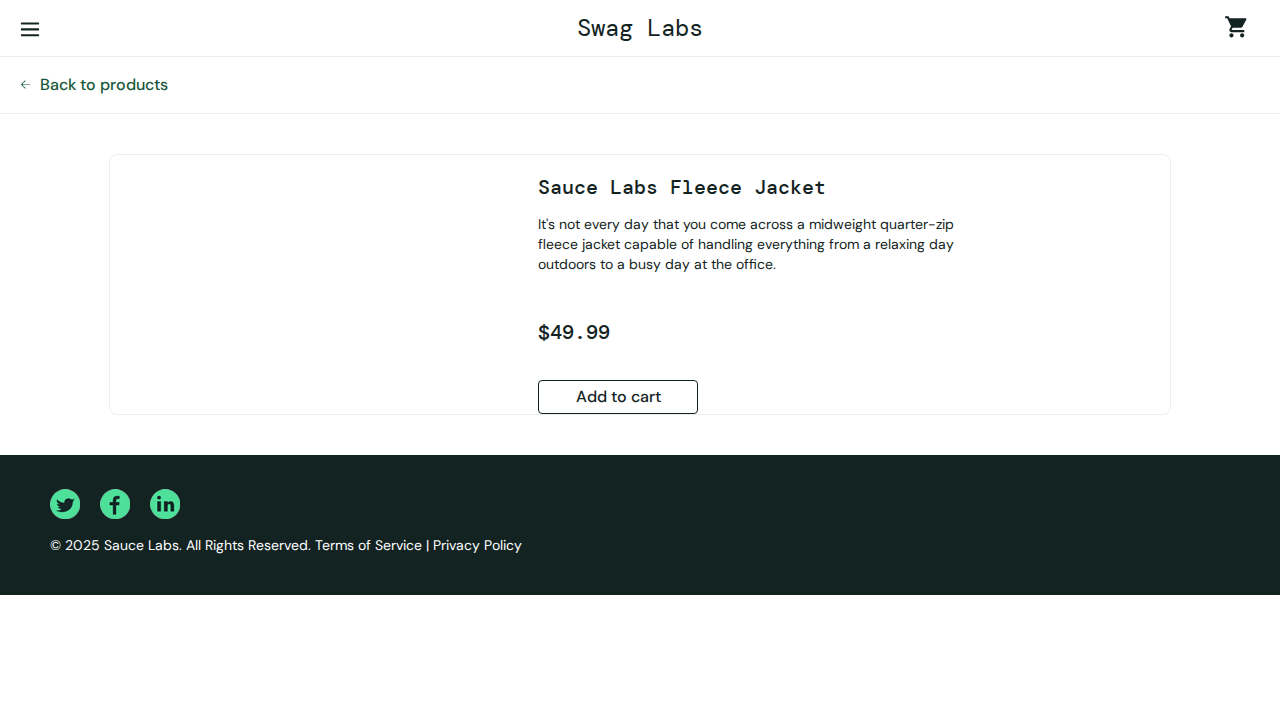 Swag Labs
Back to products
Sauce Labs Fleece Jacket
It's not every day that you come across a midweight quarter-zip
fleece jacket capable of handling everything from a relaxing day
outdoors to a busy day at the office.
$49.99
Add to cart
© 2025 Sauce Labs. All Rights Reserved. Terms of Service | Privacy Policy